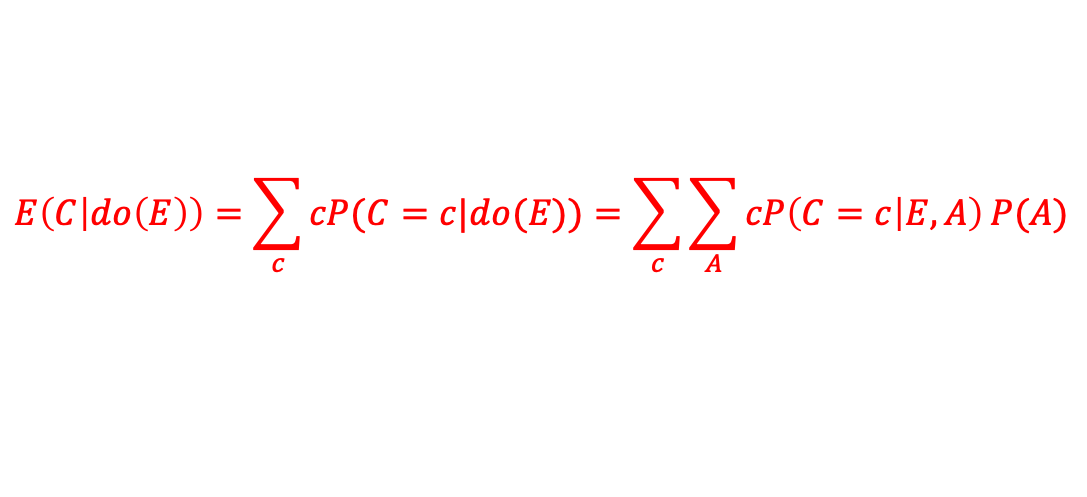 E(C|do(E)) = ∑_c cP(C = c|do(E)) = ∑_c ∑_A cP(C = c|E, A) P(A)